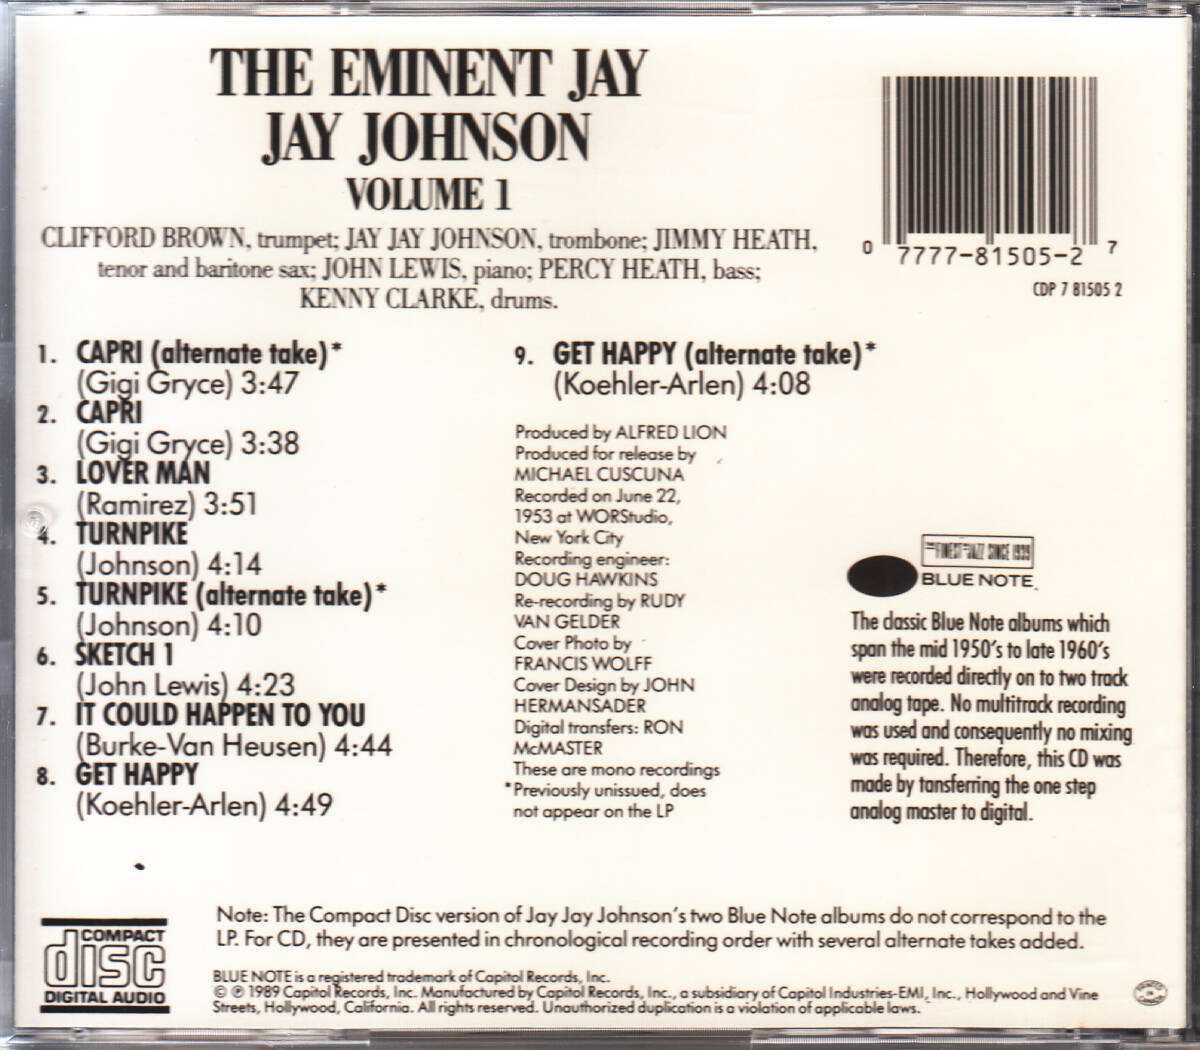 THE EMINENT JAY
JAY JOHNSON
VOLUME 1
CLIFFORD BROWN, trumpet; JAY JAY JOHNSON, trombone; JIMMY HEATH,
tenor and baritone sax; JOHN LEWIS, piano; PERCY HEATH, bass;
KENNY CLARKE, drums.
0 7777-81505-2 7
CDP 7 81505 2
1. CAPRI (alternate take)*
(Gigi Gryce) 3:47
2. CAPRI
(Gigi Gryce) 3:38
3. LOVER MAN
(Ramirez) 3:51
4. TURNPIKE
(Johnson) 4:14
5. TURNPIKE (alternate take)*
(Johnson) 4:10
6. SKETCH 1
(John Lewis) 4:23
7. IT COULD HAPPEN TO YOU
(Burke-Van Heusen) 4:44
8. GET HAPPY
(Koehler-Arlen) 4:49
9. GET HAPPY (alternate take)*
(Koehler-Arlen) 4:08
Produced by ALFRED LION
Produced for release by
MICHAEL CUSCUNA
Recorded on June 22,
1953 at WORStudio,
New York City
Recording engineer:
DOUG HAWKINS
Re-recording by RUDY
VAN GELDER
Cover Photo by
FRANCIS WOLFF
Cover Design by JOHN
HERMANSADER
Digital transfers: RON
McMASTER
These are mono recordings
*Previously unissued, does
not appear on the LP
THE FINEST IN JAZZ SINCE 1939
BLUE NOTE
The classic Blue Note albums which
span the mid 1950's to late 1960's
were recorded directly on to two track
analog tape. No multitrack recording
was used and consequently no mixing
was required. Therefore, this CD was
made by tansferring the one step
analog master to digital.
COMPACT
disc
DIGITAL AUDIO
Note: The Compact Disc version of Jay Jay Johnson's two Blue Note albums do not correspond to the
LP. For CD, they are presented in chronological recording order with several alternate takes added.
BLUE NOTE is a registered trademark of Capitol Records, Inc.
© ℗ 1989 Capitol Records, Inc. Manufactured by Capitol Records, Inc., a subsidiary of Capitol Industries-EMI, Inc., Hollywood and Vine
Streets, Hollywood, California. All rights reserved. Unauthorized duplication is a violation of applicable laws.